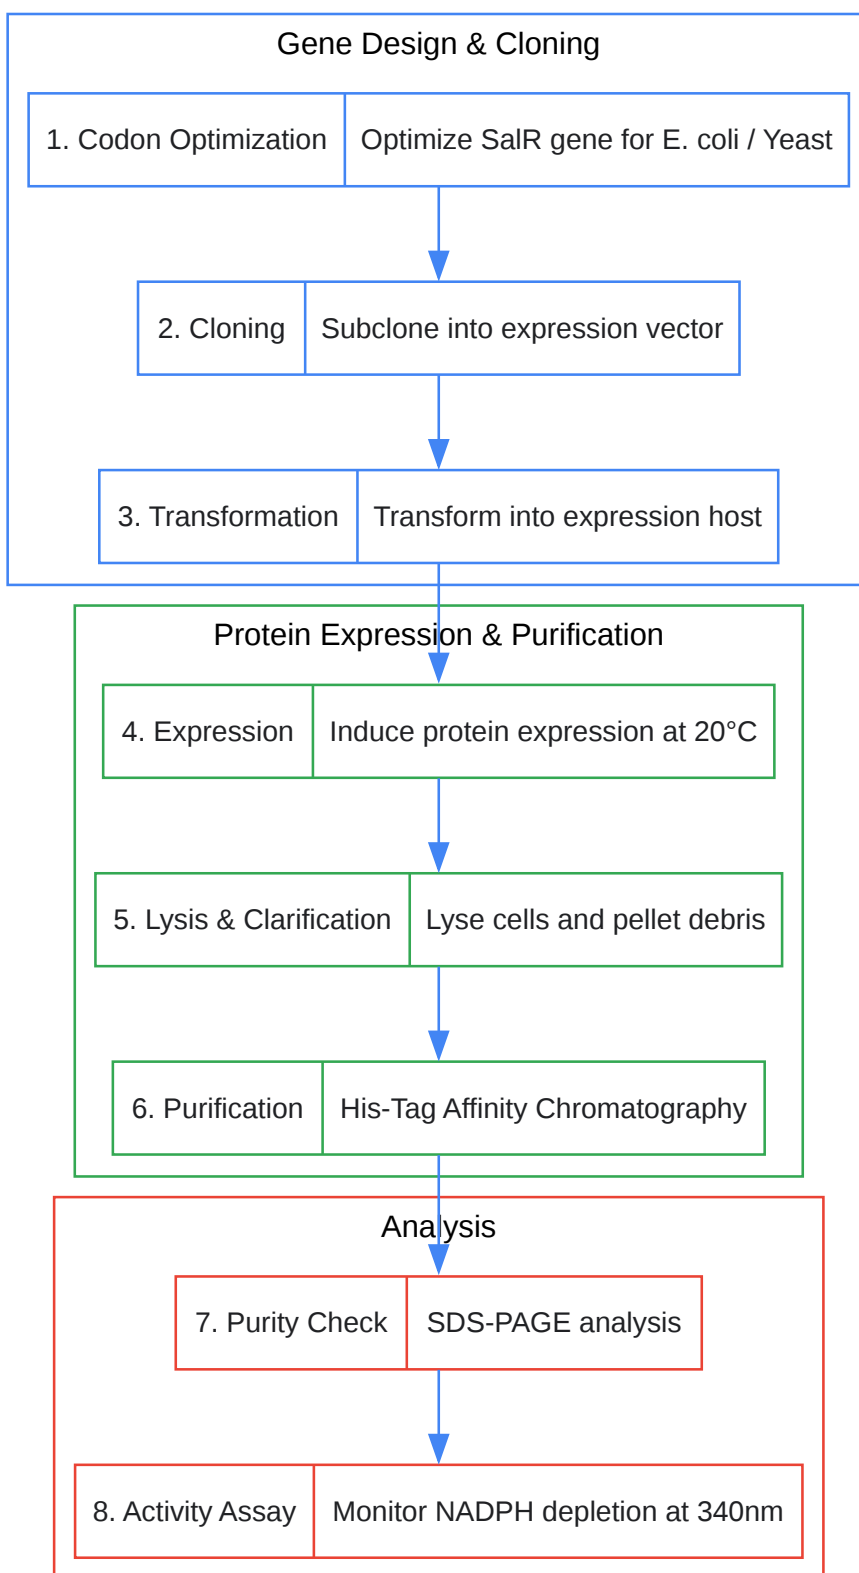 Gene Design & Cloning
1. Codon Optimization Optimize SalR gene for E. coli / Yeast
2. Cloning Subclone into expression vector
3. Transformation Transform into expression host
Protein Expression & Purification
4. Expression Induce protein expression at 20°C
5. Lysis & Clarification Lyse cells and pellet debris
6. Purification His-Tag Affinity Chromatography
Analysis
7. Purity Check SDS-PAGE analysis
8. Activity Assay Monitor NADPH depletion at 340nm